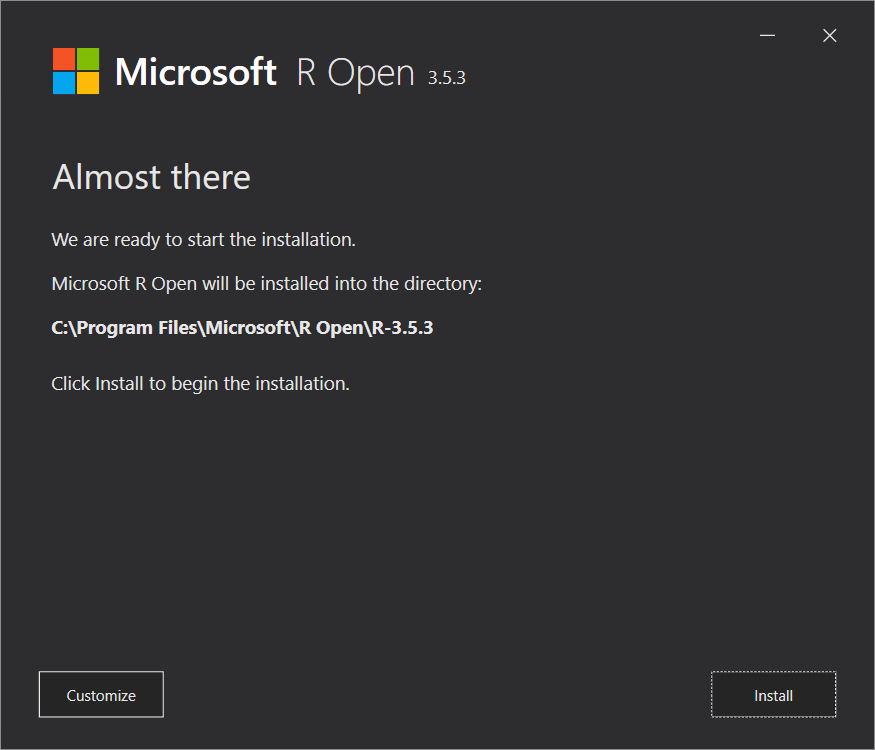 Microsoft R Open 3.5.3
Almost there
We are ready to start the installation.
Microsoft R Open will be installed into the directory:
C:\Program Files\Microsoft\R Open\R-3.5.3
Click Install to begin the installation.
Customize
Install